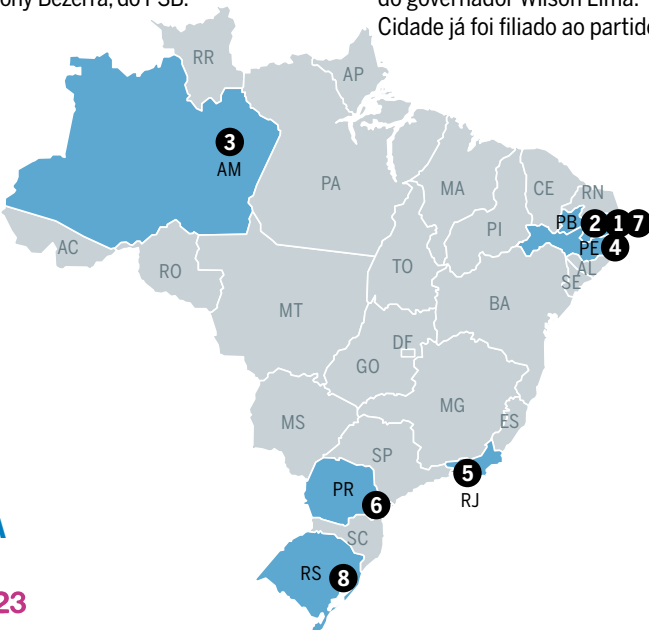 ony Bezerra, do PSB.
do governador Wilson Lima.
Cidade já foi filiado ao partido
RR
AP
3
AM
PA
MA
CE
RN
PI
PB 2 1 7
PE 4
AL
SE
AC
RO
TO
BA
MT
DF
GO
MG
ES
MS
SP
5
RJ
PR
6
SC
RS 8
A
23